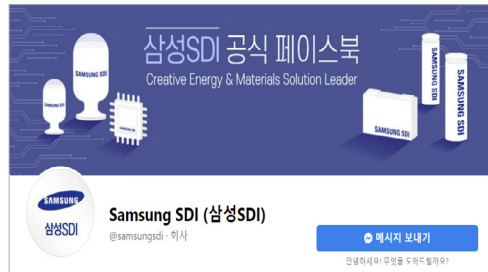 삼성SDI 공식 페이스북
Creative Energy & Materials Solution Leader
SAMSUNG SDI
SAMSUNG SDI
SAMSUNG SDI
SAMSUNG SDI
SAMSUNG SDI
SAMSUNG
삼성SDI
Samsung SDI (삼성SDI)
@samsungsdi · 회사
메시지 보내기
안녕하세요! 무엇을 도와드릴까요?